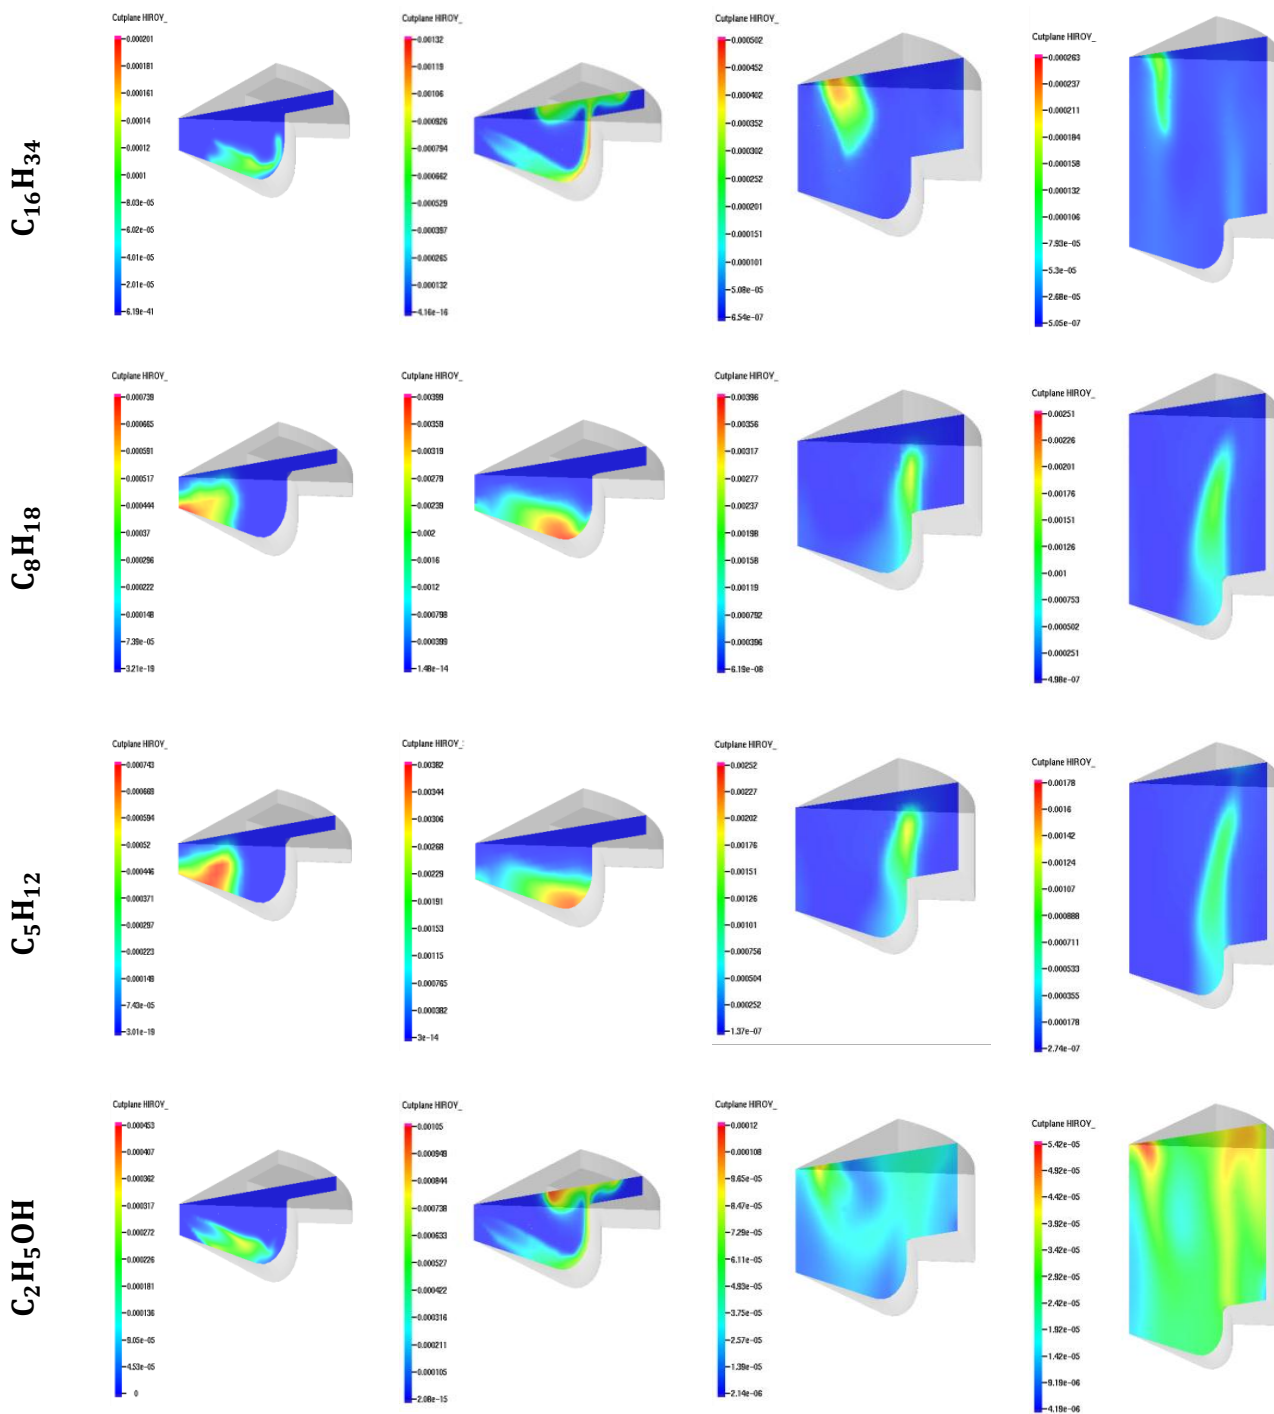 Cutplane HIROY_
0.000201
0.000181
0.000161
0.00014
0.00012
0.0001
8.03e-05
6.02e-05
4.01e-05
2.01e-05
6.19e-41
Cutplane HIROY_
0.00132
0.00119
0.00106
0.000926
0.000794
0.000662
0.000529
0.000397
0.000265
0.000132
4.16e-16
Cutplane HIROY_
0.000502
0.000452
0.000402
0.000352
0.000302
0.000252
0.000201
0.000151
0.000101
5.08e-05
6.54e-07
Cutplane HIROY_
0.000263
0.000237
0.000211
0.000184
0.000158
0.000132
0.000106
7.93e-05
5.3e-05
2.68e-05
5.05e-07
C₁₆H₃₄
Cutplane HIROY_
0.000739
0.000665
0.000591
0.000517
0.000444
0.00037
0.000296
0.000222
0.000148
7.39e-05
3.21e-19
Cutplane HIROY_
0.00399
0.00359
0.00319
0.00279
0.00239
0.002
0.0016
0.0012
0.000798
0.000399
1.48e-14
Cutplane HIROY_
0.00396
0.00356
0.00317
0.00277
0.00237
0.00198
0.00158
0.00119
0.000792
0.000396
6.19e-08
Cutplane HIROY_
0.00251
0.00226
0.00201
0.00176
0.00151
0.00126
0.001
0.000753
0.000502
0.000251
4.98e-07
C₈H₁₈
Cutplane HIROY_
0.000743
0.000669
0.000594
0.00052
0.000446
0.000371
0.000297
0.000223
0.000149
7.43e-05
3.01e-19
Cutplane HIROY_
0.00382
0.00344
0.00306
0.00268
0.00229
0.00191
0.00153
0.00115
0.000765
0.000382
3e-14
Cutplane HIROY_
0.00252
0.00227
0.00202
0.00176
0.00151
0.00126
0.00101
0.000756
0.000504
0.000252
1.37e-07
Cutplane HIROY_
0.00178
0.0016
0.00142
0.00124
0.00107
0.000888
0.000711
0.000533
0.000355
0.000178
2.74e-07
C₅H₁₂
Cutplane HIROY_
0.000453
0.000407
0.000362
0.000317
0.000272
0.000226
0.000181
0.000136
9.05e-05
4.53e-05
0
Cutplane HIROY_
0.00105
0.000949
0.000844
0.000738
0.000633
0.000527
0.000422
0.000316
0.000211
0.000105
2.08e-15
Cutplane HIROY_
0.00012
0.000108
9.65e-05
8.47e-05
7.29e-05
6.11e-05
4.93e-05
3.75e-05
2.57e-05
1.39e-05
2.14e-06
Cutplane HIROY_
5.42e-05
4.92e-05
4.42e-05
3.92e-05
3.42e-05
2.92e-05
2.42e-05
1.92e-05
1.42e-05
9.19e-06
4.19e-06
C₂H₅OH